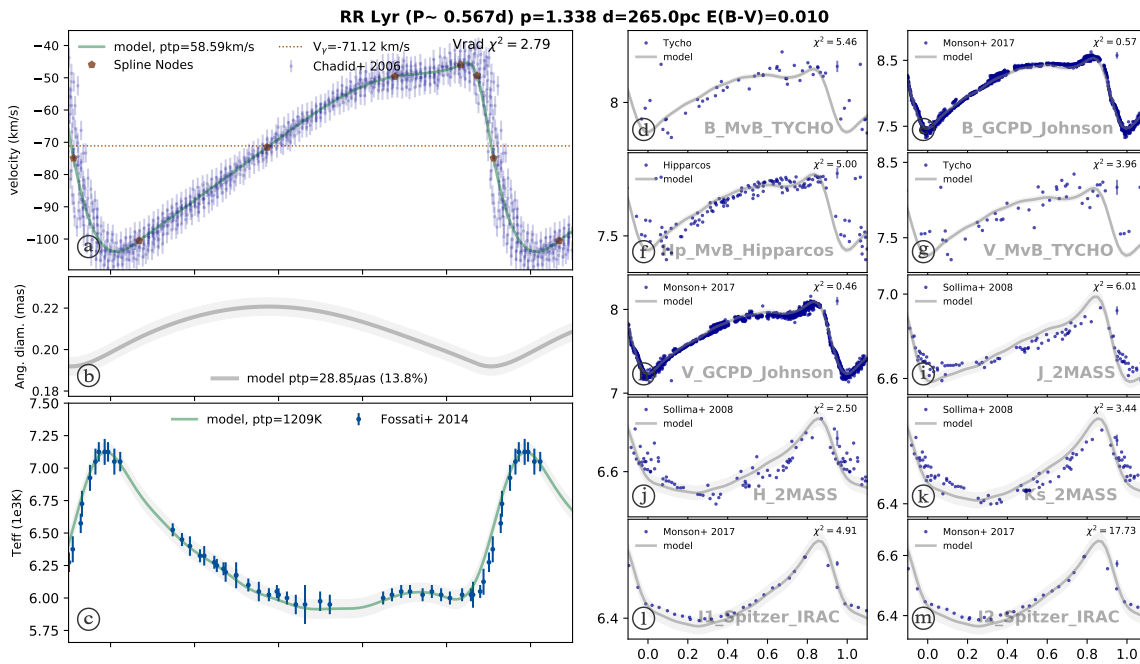 RR Lyr (P~ 0.567d) p=1.338 d=265.0pc E(B-V)=0.010
model, ptp=58.59km/s
Spline Nodes
Vγ=-71.12 km/s
Chadid+ 2006
Vrad χ² = 2.79
velocity (km/s)
−40
−50
−60
−70
−80
−90
−100
a
Ang. diam. (mas)
0.22
0.20
0.18
b
model ptp=28.85μas (13.8%)
Teff (1e3K)
7.50
7.25
7.00
6.75
6.50
6.25
6.00
5.75
model, ptp=1209K
Fossati+ 2014
c
Tycho
model
χ² = 5.46
8
d
B_MvB_TYCHO
Monson+ 2017
model
χ² = 0.57
8.5
7.5
B_GCPD_Johnson
Hipparcos
model
χ² = 5.00
7.5
f
Hp_MvB_Hipparcos
Tycho
model
χ² = 3.96
8.5
7.5
g
V_MvB_TYCHO
Monson+ 2017
model
χ² = 0.46
8
7
V_GCPD_Johnson
Sollima+ 2008
model
χ² = 6.01
7.0
6.6
i
J_2MASS
Sollima+ 2008
model
χ² = 2.50
6.6
j
H_2MASS
Sollima+ 2008
model
χ² = 3.44
6.4
k
Ks_2MASS
Monson+ 2017
model
χ² = 4.91
6.4
l
I1_Spitzer_IRAC
0.0 0.2 0.4 0.6 0.8 1.0
Monson+ 2017
model
χ² = 17.73
6.6
6.4
m
I2_Spitzer_IRAC
0.0 0.2 0.4 0.6 0.8 1.0